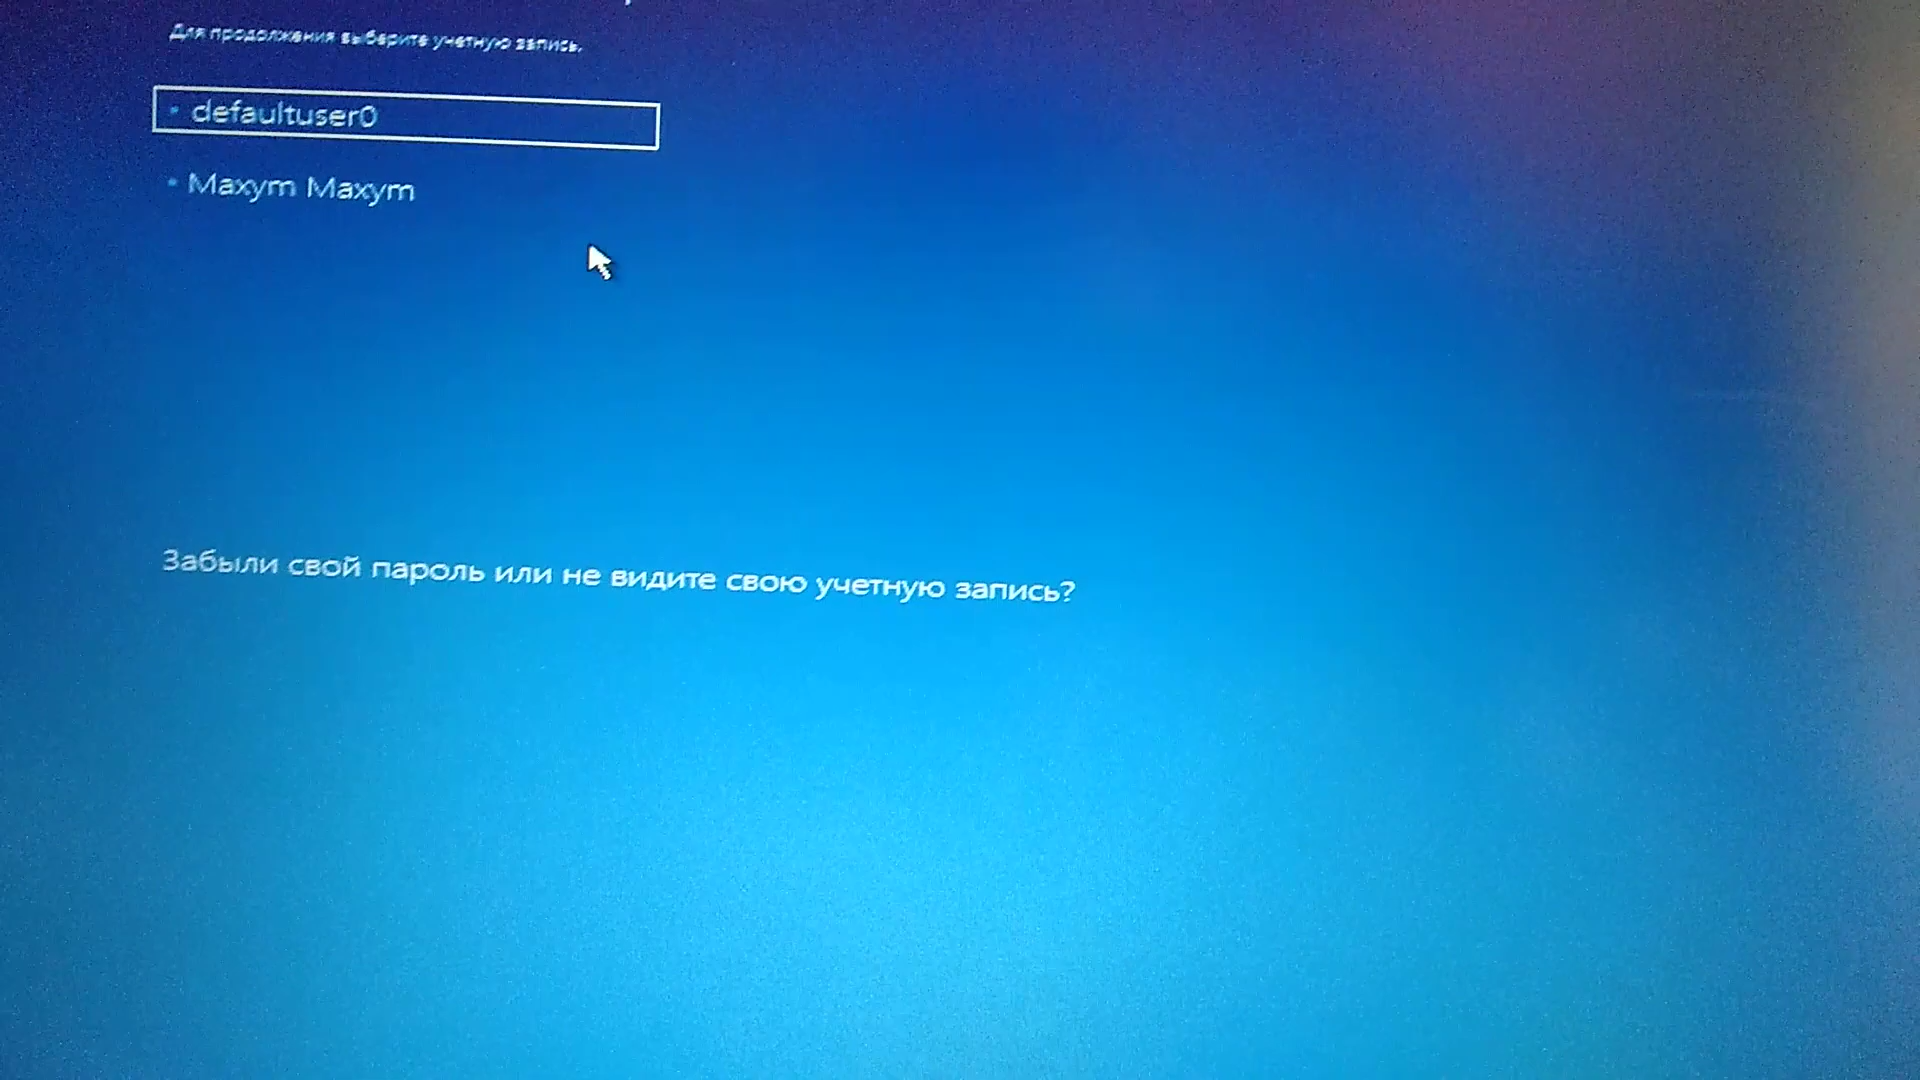 Для продолжения выберите учетную запись.
defaultuser0
Maxym Maxym
Забыли свой пароль или не видите свою учетную запись?